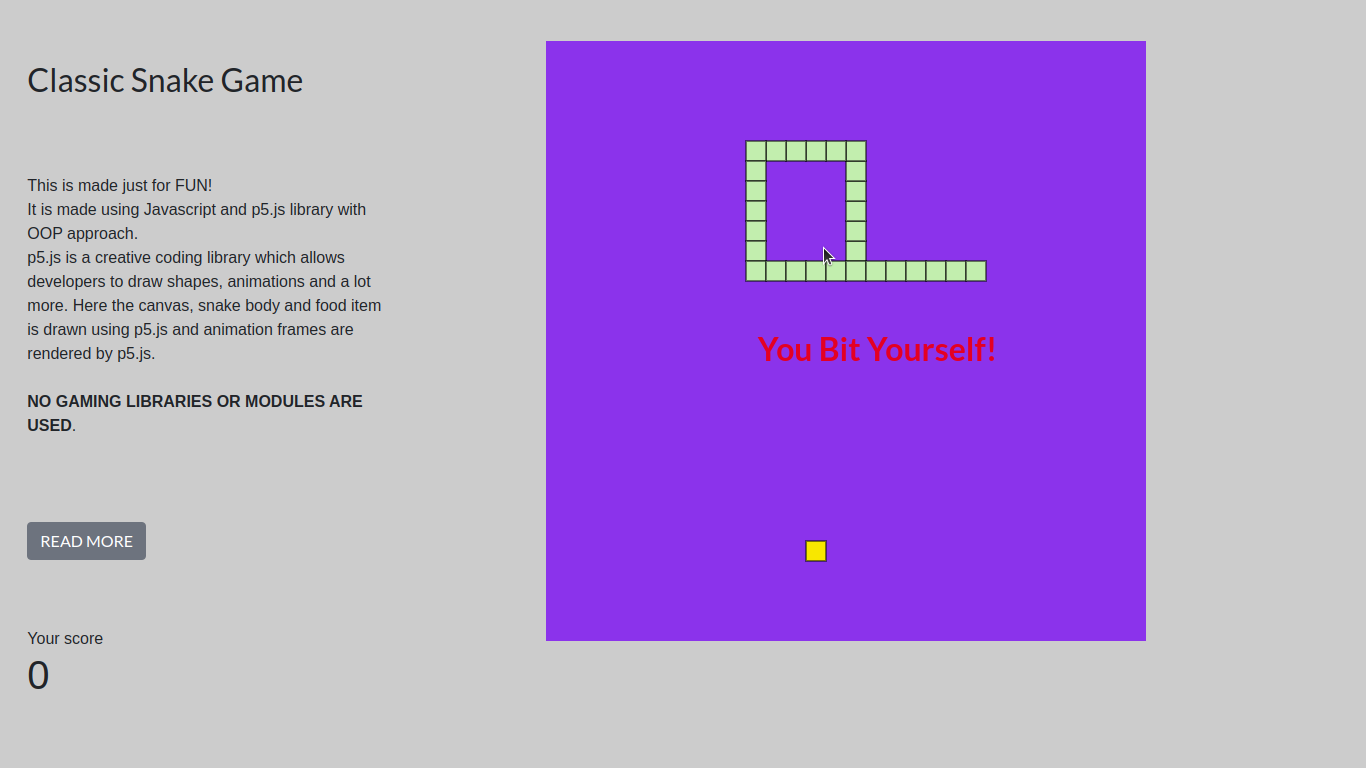 Classic Snake Game
This is made just for FUN!
It is made using Javascript and p5.js library with
OOP approach.
p5.js is a creative coding library which allows
developers to draw shapes, animations and a lot
more. Here the canvas, snake body and food item
is drawn using p5.js and animation frames are
rendered by p5.js.
NO GAMING LIBRARIES OR MODULES ARE
USED.
READ MORE
Your score
0
You Bit Yourself!